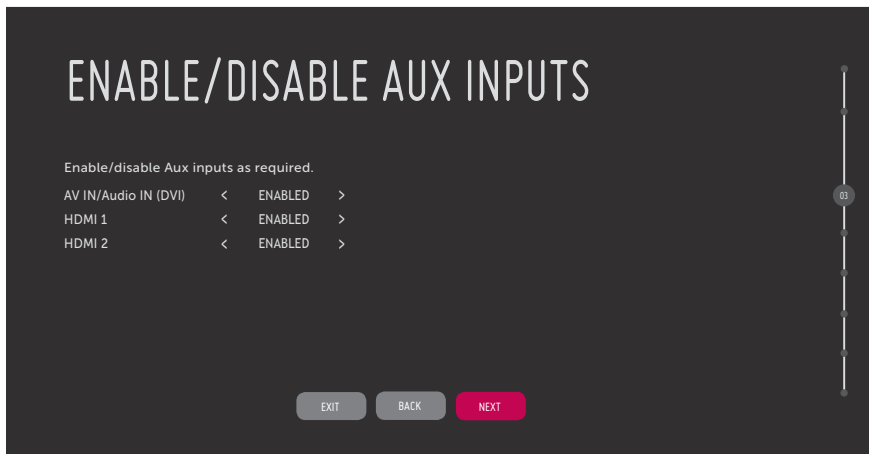 ENABLE/DISABLE AUX INPUTS
Enable/disable Aux inputs as required.
AV IN/Audio IN (DVI) < ENABLED >
HDMI 1 < ENABLED >
HDMI 2 < ENABLED >
03
EXIT BACK NEXT